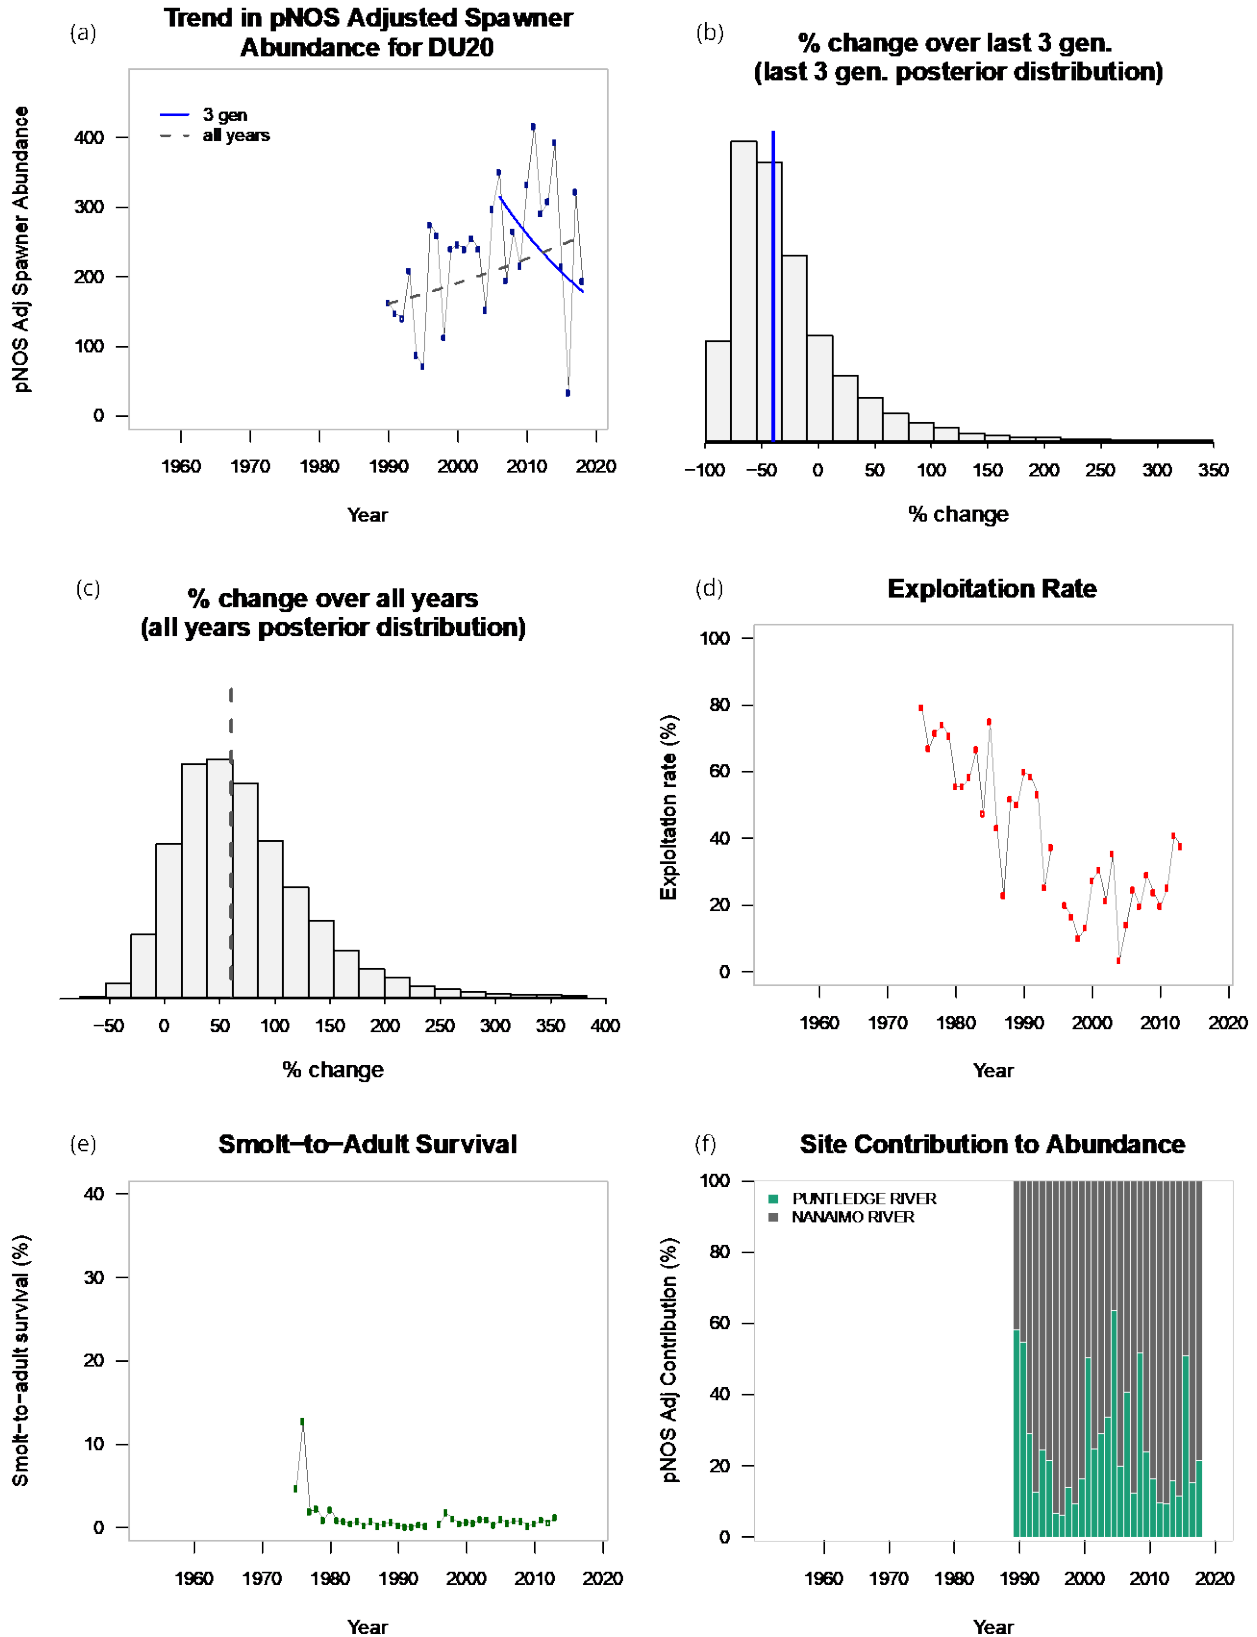 (a)
Trend in pNOS Adjusted Spawner
Abundance for DU20
pNOS Adj Spawner Abundance
3 gen
all years
400
300
200
100
0
1960 1970 1980 1990 2000 2010 2020
Year
(b)
% change over last 3 gen.
(last 3 gen. posterior distribution)
−100 −50 0 50 100 150 200 250 300 350
% change
(c)
% change over all years
(all years posterior distribution)
−50 0 50 100 150 200 250 300 350 400
% change
(d)
Exploitation Rate
Exploitation rate (%)
100
80
60
40
20
0
1960 1970 1980 1990 2000 2010 2020
Year
(e)
Smolt−to−Adult Survival
Smolt−to−adult survival (%)
40
30
20
10
0
1960 1970 1980 1990 2000 2010 2020
Year
(f)
Site Contribution to Abundance
pNOS Adj Contribution (%)
PUNTLEDGE RIVER
NANAIMO RIVER
100
80
60
40
20
0
1960 1970 1980 1990 2000 2010 2020
Year